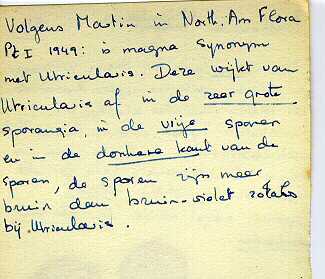 Volgens Martin in North. Am Flora
Pt I 1949: is magna synonym
met Utricularis. Deze wijkt van
Utricularis af in de zeer grote
sporangia, in de vrije sporen
en in de donkere kant van de
sporen, de sporen zijn meer
bruin dan bruin-violet zoals
bij Utricularis.